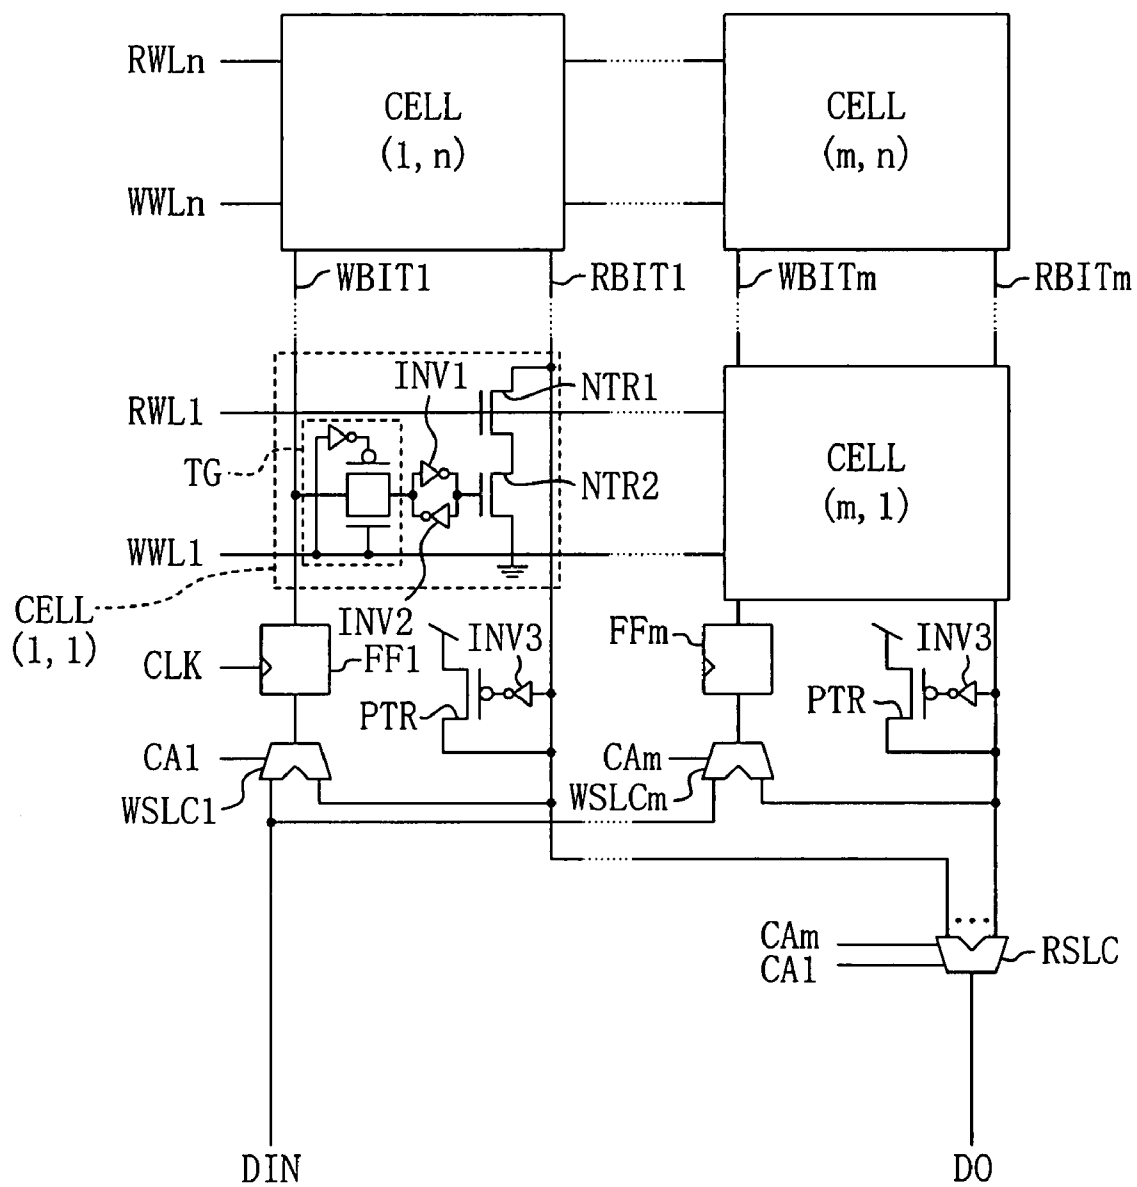 RWLn
CELL
(1, n)
CELL
(m, n)
WWLn
WBIT1
RBIT1
WBITm
RBITm
INV1
NTR1
RWL1
TG
CELL
(m, 1)
NTR2
WWL1
CELL
(1, 1)
INV2
INV3
FFm
INV3
CLK
FF1
PTR
PTR
CA1
CAm
WSLC1
WSLCm
CAm
CA1
RSLC
DIN
DO